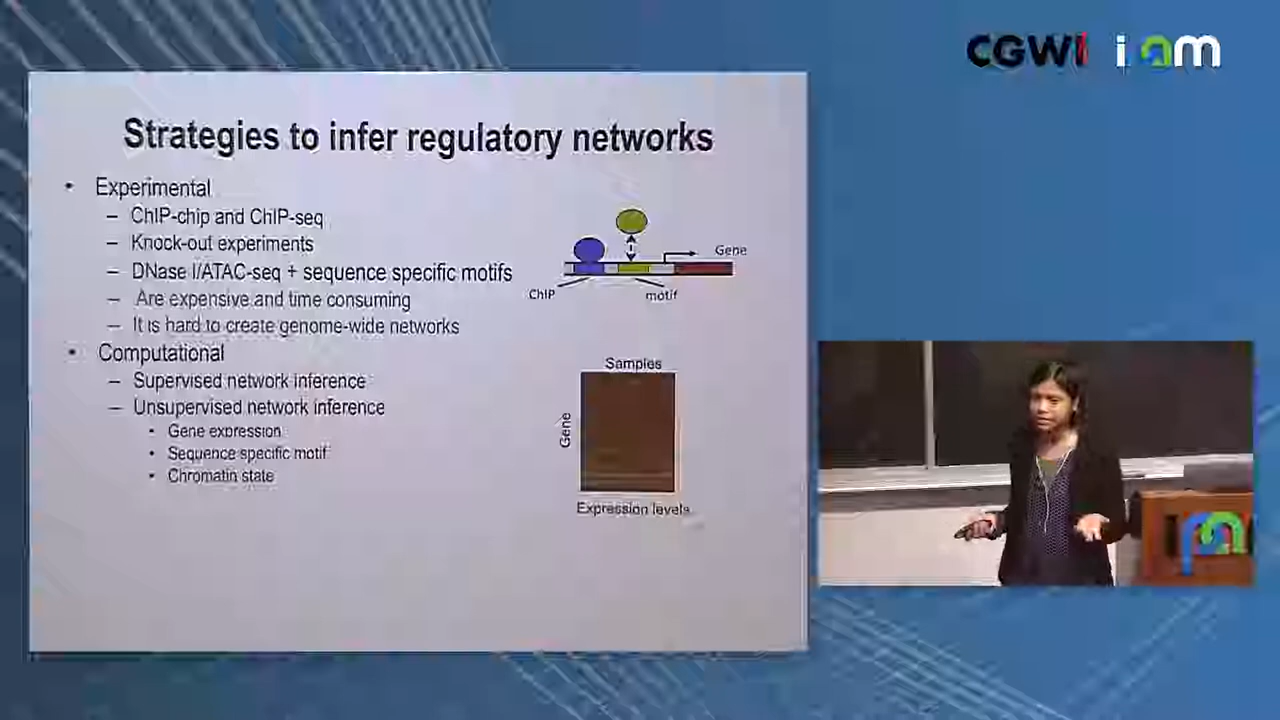 CGWI ipam
Strategies to infer regulatory networks
• Experimental
– ChIP-chip and ChIP-seq
– Knock-out experiments
– DNase I/ATAC-seq + sequence specific motifs
– Are expensive and time consuming
– It is hard to create genome-wide networks
• Computational
– Supervised network inference
– Unsupervised network inference
• Gene expression
• Sequence specific motif
• Chromatin state
Gene
ChIP
motif
Samples
Gene
Expression levels